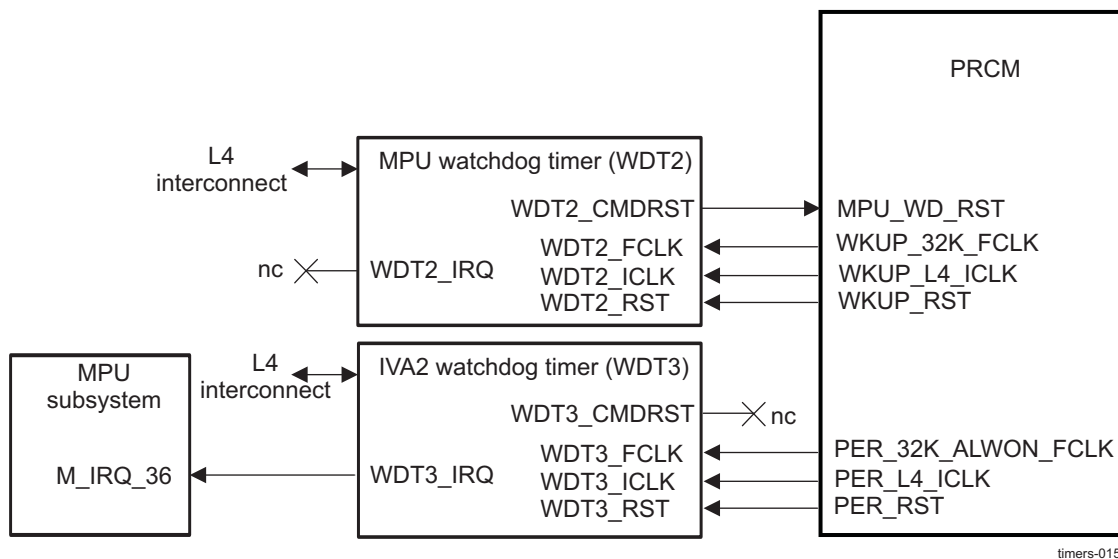 PRCM
L4
interconnect
MPU watchdog timer (WDT2)
WDT2_CMDRST
MPU_WD_RST
WDT2_FCLK
WKUP_32K_FCLK
nc
WDT2_IRQ
WDT2_ICLK
WKUP_L4_ICLK
WDT2_RST
WKUP_RST
MPU
subsystem
L4
interconnect
IVA2 watchdog timer (WDT3)
WDT3_CMDRST
nc
WDT3_FCLK
PER_32K_ALWON_FCLK
M_IRQ_36
WDT3_IRQ
WDT3_ICLK
PER_L4_ICLK
WDT3_RST
PER_RST
timers-015